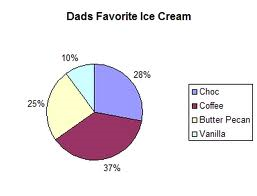 Dads Favorite Ice Cream
10%
28%
25%
37%
Choc
Coffee
Butter Pecan
Vanilla